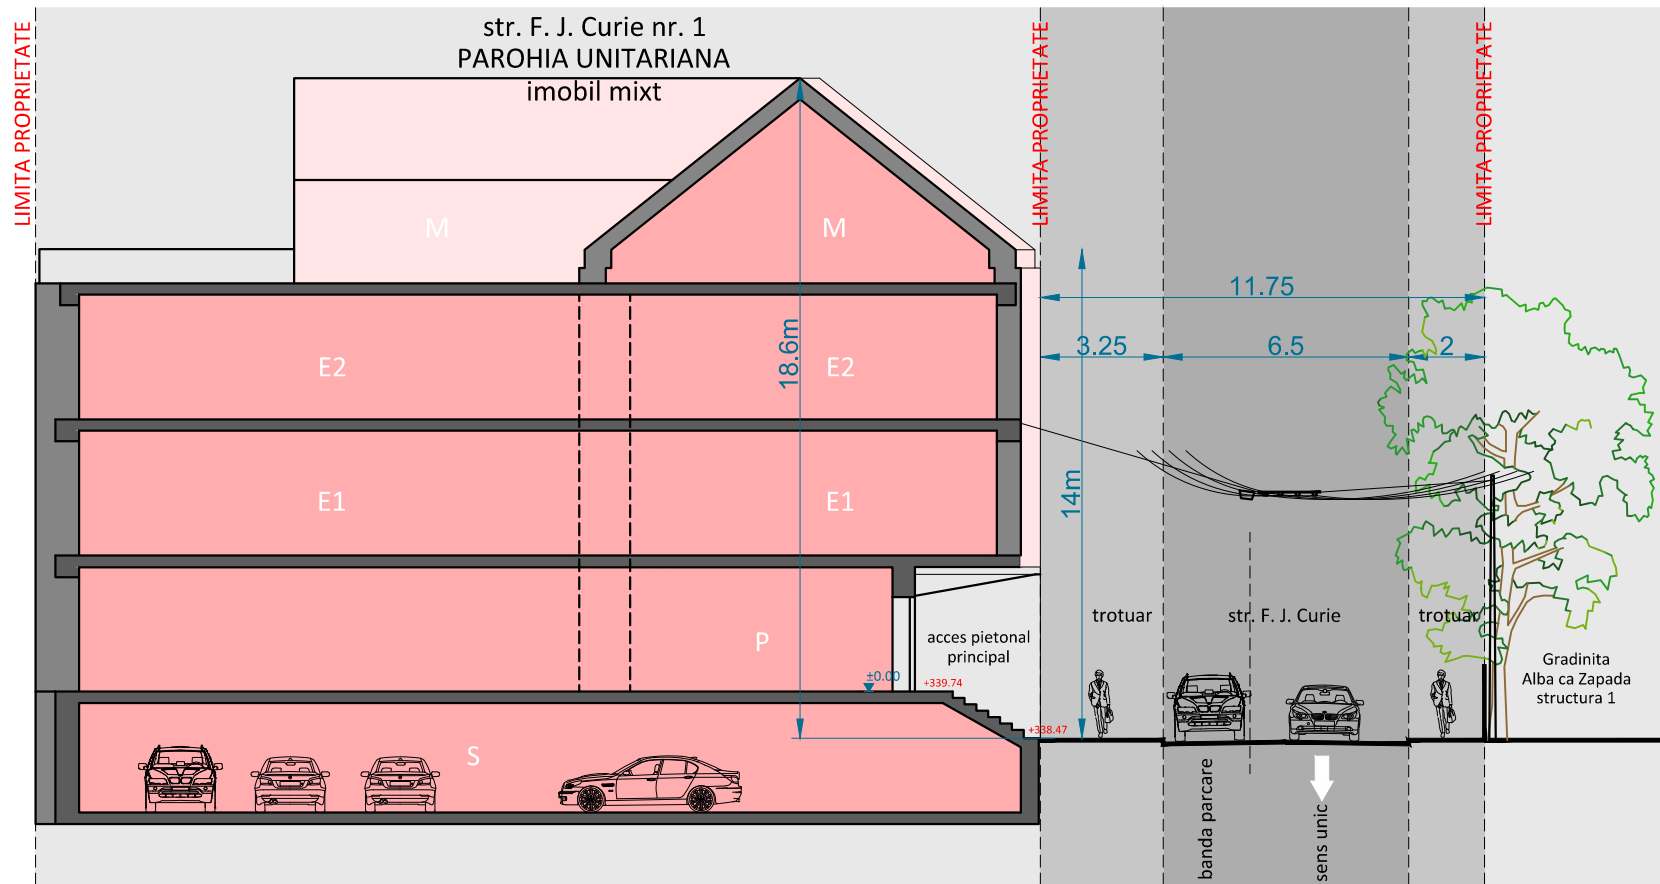 str. F. J. Curie nr. 1
PAROHIA UNITARIANA
imobil mixt
LIMITA PROPRIETATE
LIMITA PROPRIETATE
LIMITA PROPRIETATE
M
M
11.75
3.25
6.5
2
18.6m
14m
E2
E2
E1
E1
P
acces pietonal
principal
±0.00
+339.74
+338.47
trotuar
str. F. J. Curie
trotuar
Gradinita
Alba ca Zapada
structura 1
S
banda parcare
sens unic